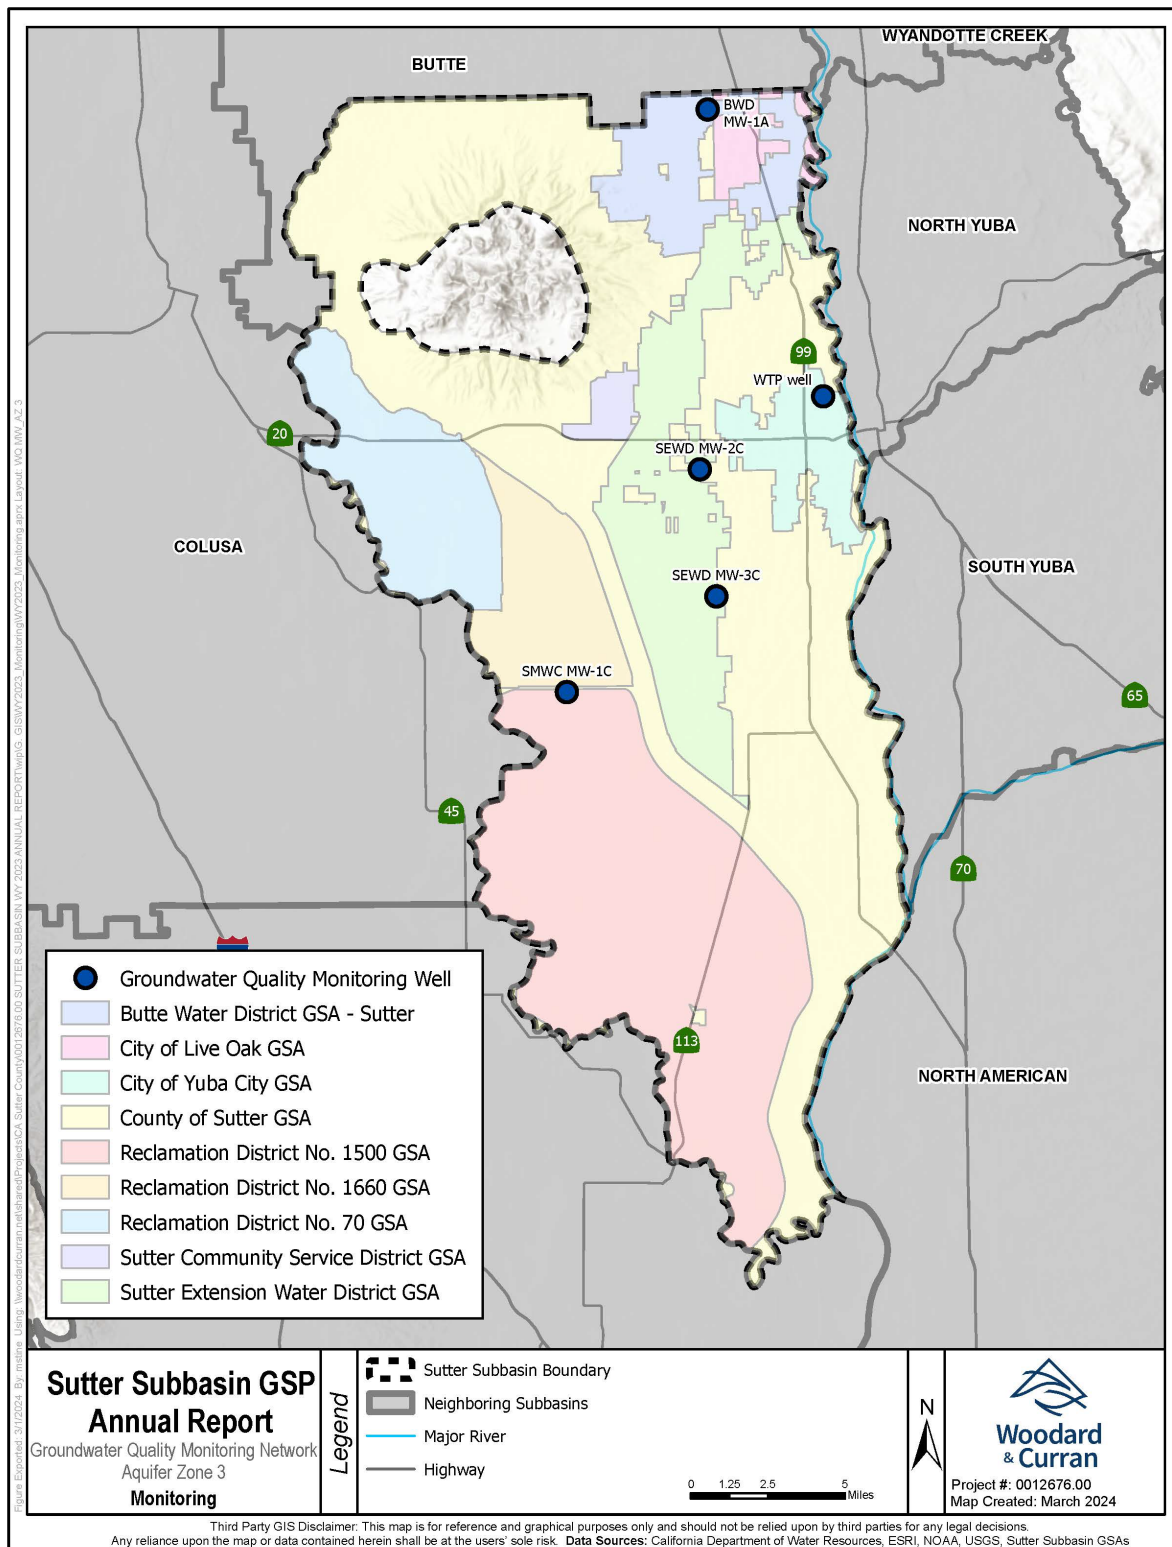 WYANDOTTE CREEK
BUTTE
BWD
MW-1A
NORTH YUBA
99
WTP well
20
SEWD MW-2C
COLUSA
SOUTH YUBA
SEWD MW-3C
SMWC MW-1C
65
45
70
113
NORTH AMERICAN
Groundwater Quality Monitoring Well
Butte Water District GSA - Sutter
City of Live Oak GSA
City of Yuba City GSA
County of Sutter GSA
Reclamation District No. 1500 GSA
Reclamation District No. 1660 GSA
Reclamation District No. 70 GSA
Sutter Community Service District GSA
Sutter Extension Water District GSA
Sutter Subbasin GSP
Annual Report
Groundwater Quality Monitoring Network
Aquifer Zone 3
Monitoring
Legend
Sutter Subbasin Boundary
Neighboring Subbasins
Major River
Highway
0 1.25 2.5 5
Miles
N
Woodard
& Curran
Project #: 0012676.00
Map Created: March 2024
Third Party GIS Disclaimer: This map is for reference and graphical purposes only and should not be relied upon by third parties for any legal decisions.
Any reliance upon the map or data contained herein shall be at the users' sole risk. Data Sources: California Department of Water Resources, ESRI, NOAA, USGS, Sutter Subbasin GSAs